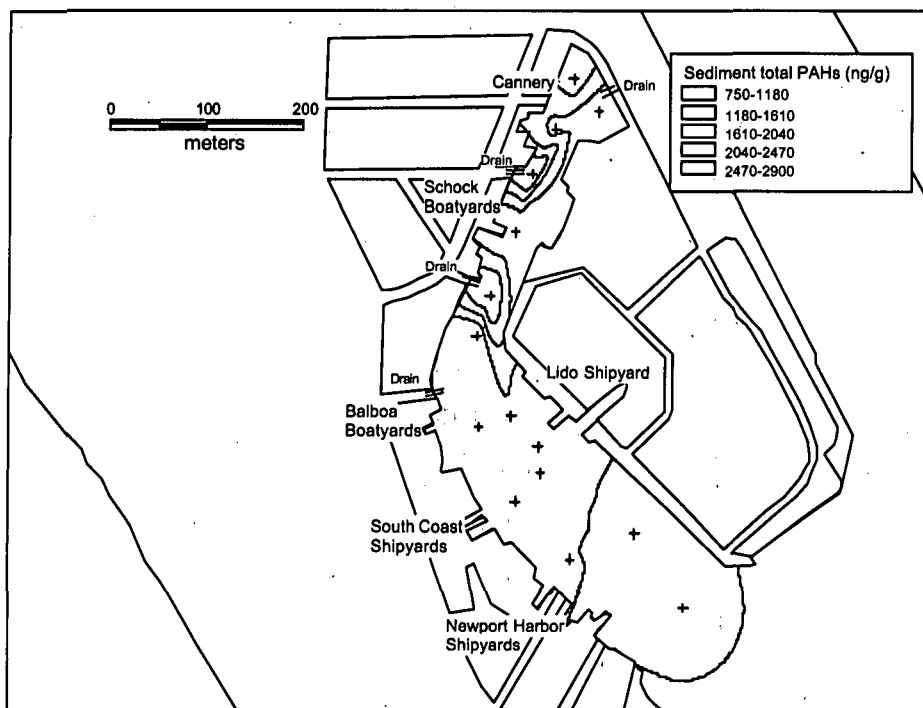 Cannery
Drain
Sediment total PAHs (ng/g)
750-1180
1180-1610
1610-2040
2040-2470
2470-2900
0 100 200
meters
Drain
Schock
Boatyards
Drain
Lido Shipyard
Drain
Balboa
Boatyards
South Coast
Shipyards
Newport Harbor
Shipyards